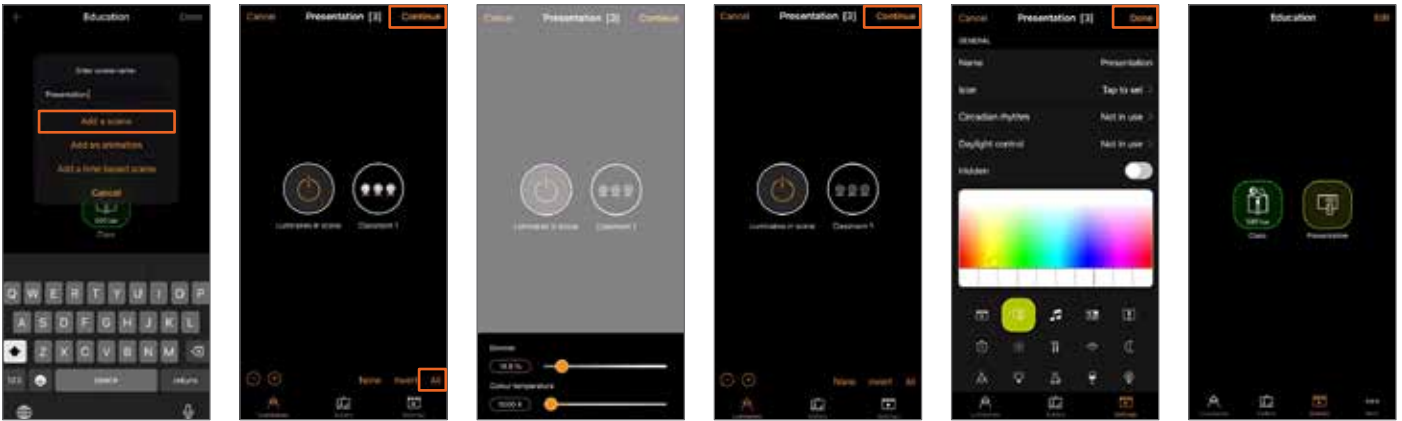 Education
Done
Enter scene name
Presentation
Add a scene
Add an animation
Add a time based scene
Cancel
Class
Q W E R T Y U I O P
A S D F G H J K L
Z X C V B N M
123
space
return
Cancel
Presentation [3]
Continue
Luminaires in scene
Classroom 1
None
Invert
All
Cancel
Presentation [3]
Continue
Luminaires in scene
Classroom 1
Dimmer
Colour temperature
Cancel
Presentation [3]
Continue
Luminaires in scene
Classroom 1
None
Invert
All
Cancel
Presentation [3]
Done
GENERAL
Name
Presentation
Icon
Tap to set
Circadian rhythm
Not in use
Daylight control
Not in use
Hidden
Education
Edit
Class
Presentation